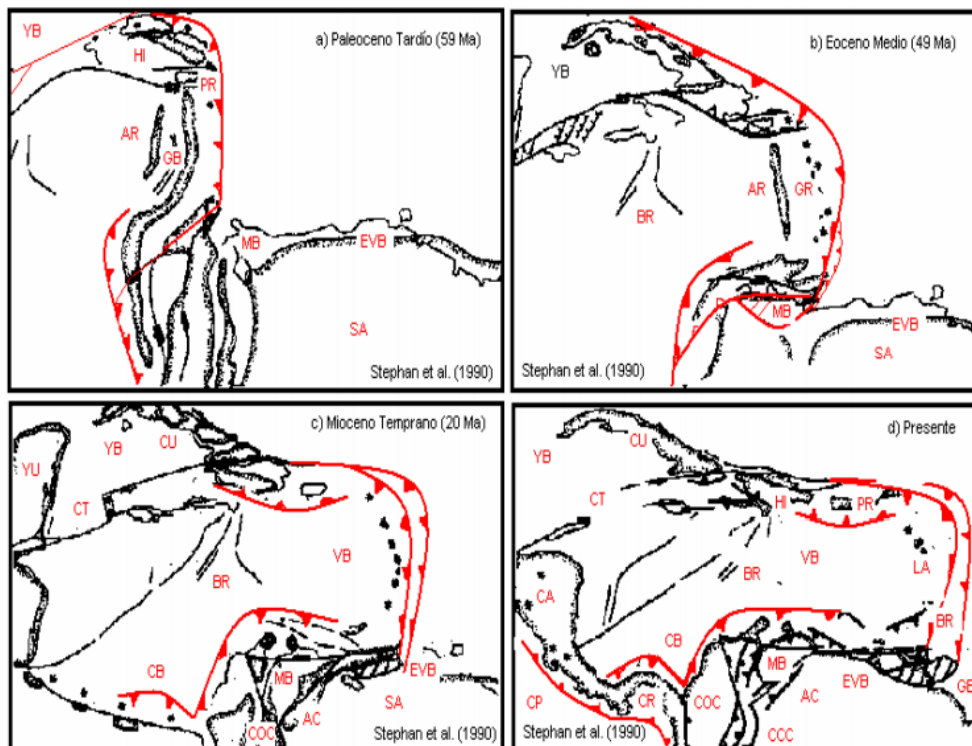 a) Paleoceno Tardío (59 Ma)
YB
HI
PR
AR
GB
MB
EVB
SA
Stephan et al. (1990)
b) Eoceno Medio (49 Ma)
YB
AR
GR
BR
MB
EVB
SA
Stephan et al. (1990)
c) Mioceno Temprano (20 Ma)
CU
YB
YU
CT
VB
BR
CB
MB
EVB
SA
AC
COC
Stephan et al. (1990)
d) Presente
CU
YB
CT
HI
PR
VB
LA
BR
CA
BR
CB
MB
EVB
GB
CP
CR
COC
AC
CCC
Stephan et al. (1990)